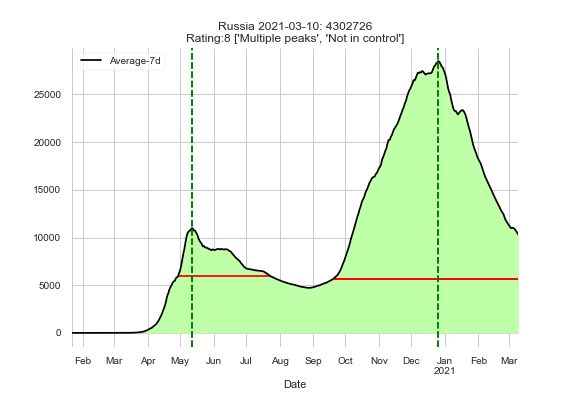 Russia 2021-03-10: 4302726
Rating:8 ['Multiple peaks', 'Not in control']
Average-7d
25000
20000
15000
10000
5000
0
Feb Mar Apr May Jun Jul Aug Sep Oct Nov Dec Jan Feb Mar
2021
Date